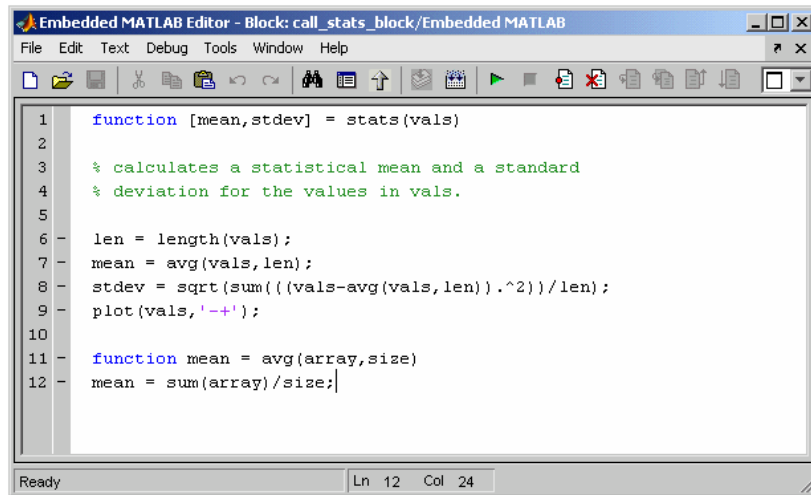 Embedded MATLAB Editor - Block: call_stats_block/Embedded MATLAB
File Edit Text Debug Tools Window Help
1 function [mean,stdev] = stats(vals)
2
3 % calculates a statistical mean and a standard
4 % deviation for the values in vals.
5
6 - len = length(vals);
7 - mean = avg(vals,len);
8 - stdev = sqrt(sum(((vals-avg(vals,len)).^2))/len);
9 - plot(vals,'-+');
10
11 - function mean = avg(array,size)
12 - mean = sum(array)/size;
Ready Ln 12 Col 24